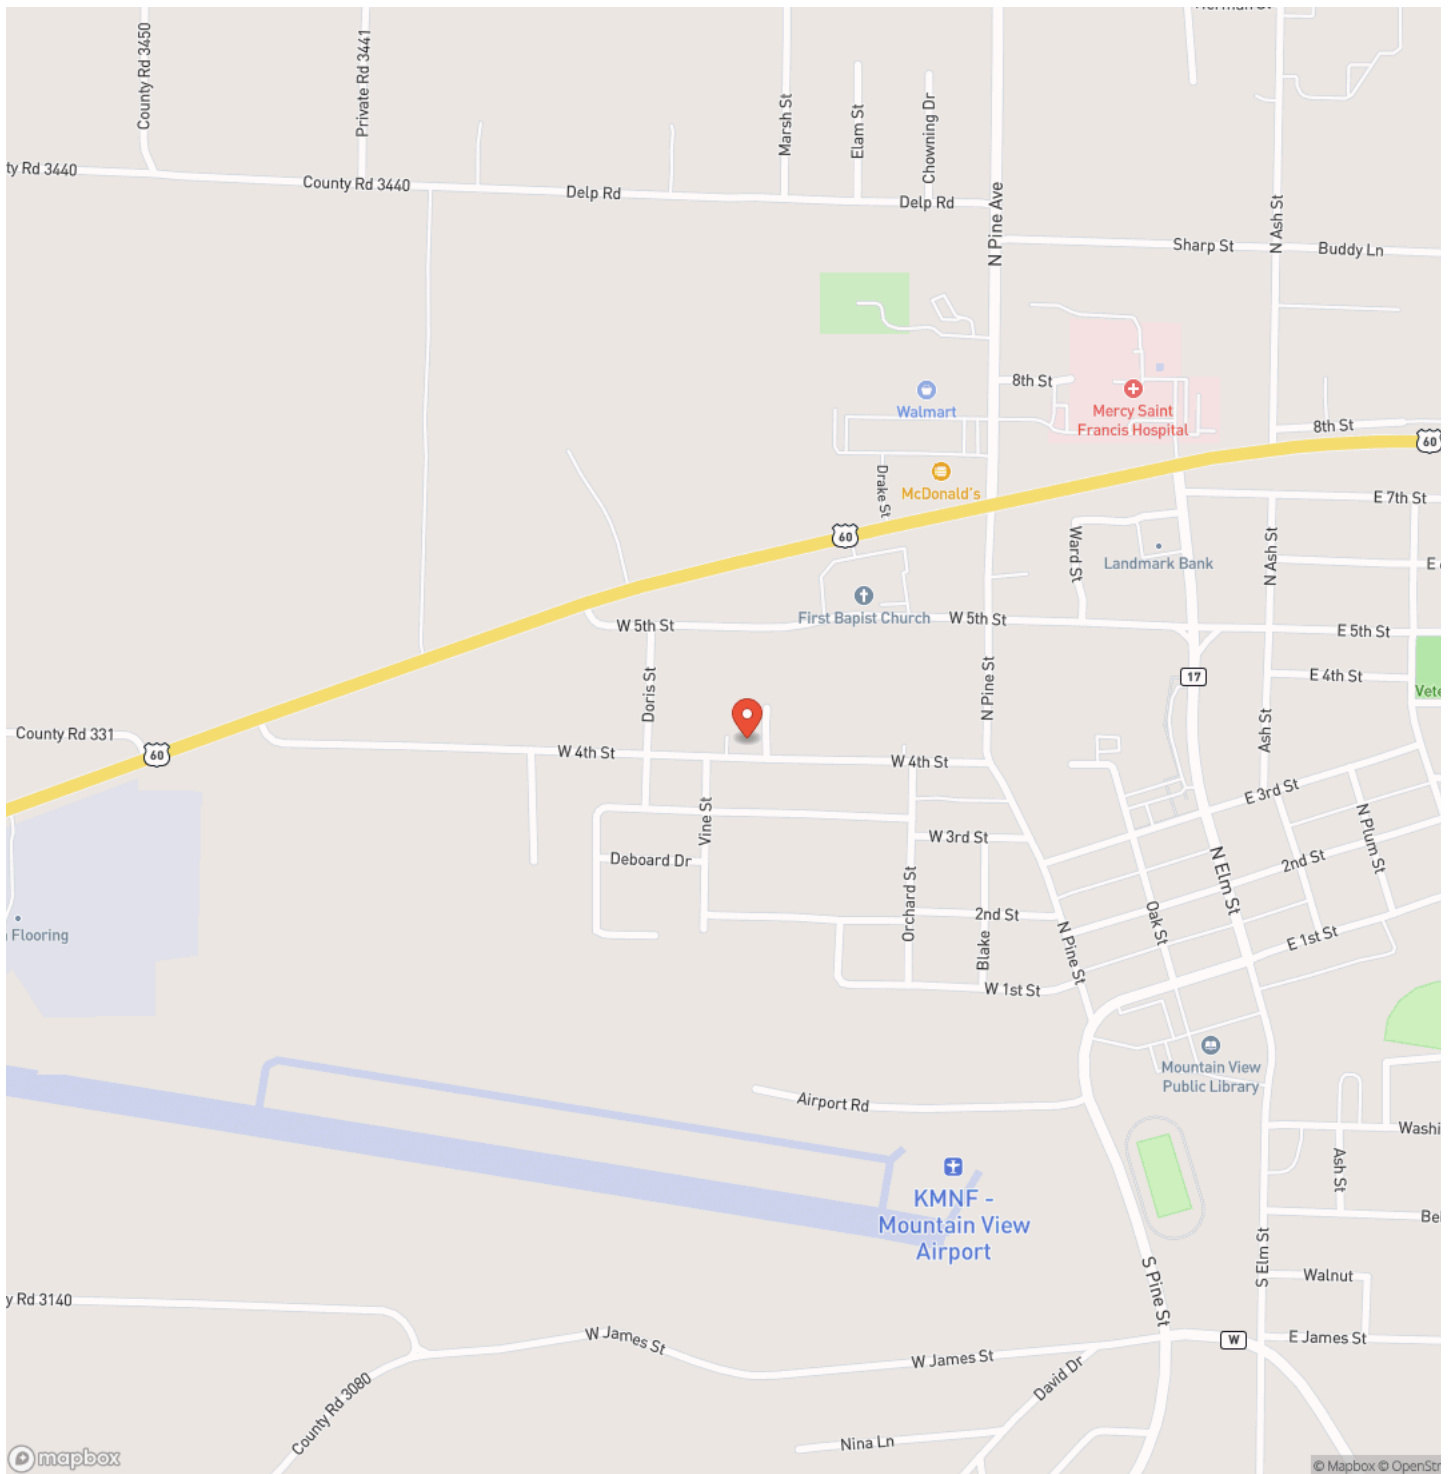 Herman St
County Rd 3450
Private Rd 3441
Marsh St
Elam St
Chowning Dr
N Pine Ave
N Ash St
ty Rd 3440
County Rd 3440
Delp Rd
Delp Rd
Sharp St
Buddy Ln
8th St
Walmart
Mercy Saint
Francis Hospital
8th St
60
McDonald's
Drake St
E 7th St
60
Ward St
Landmark Bank
N Ash St
E
First Bapist Church
W 5th St
W 5th St
E 5th St
Doris St
N Pine St
17
E 4th St
Vete
County Rd 331
60
W 4th St
W 4th St
Ash St
E 3rd St
Vine St
W 3rd St
N Plum St
Deboard Dr
N Elm St
2nd St
Orchard St
2nd St
Blake
Oak St
Flooring
N Pine St
E 1st St
W 1st St
Mountain View
Public Library
Airport Rd
Washi
KMNF -
Mountain View
Airport
Ash St
Be
S Elm St
S Pine St
Walnut
y Rd 3140
W James St
W James St
W
E James St
County Rd 3080
David Dr
Nina Ln
mapbox
© Mapbox © OpenStr